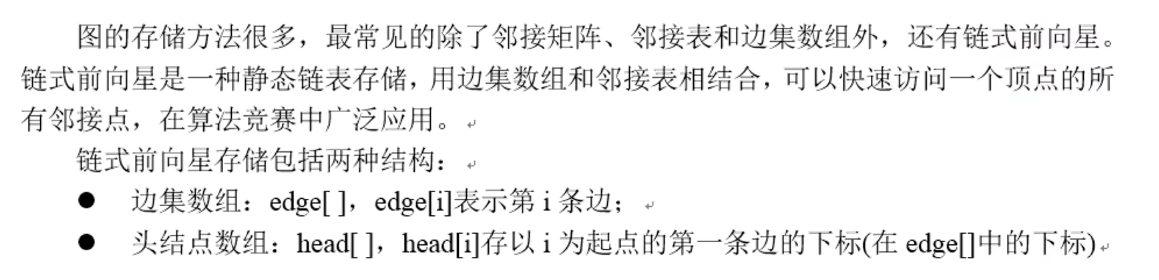 图的存储方法很多，最常见的除了邻接矩阵、邻接表和边集数组外，还有链式前向星。
链式前向星是一种静态链表存储，用边集数组和邻接表相结合，可以快速访问一个顶点的所
有邻接点，在算法竞赛中广泛应用。
链式前向星存储包括两种结构：
● 边集数组：edge[ ]，edge[i]表示第 i 条边；
● 头结点数组：head[ ]，head[i]存以 i 为起点的第一条边的下标(在 edge[]中的下标)